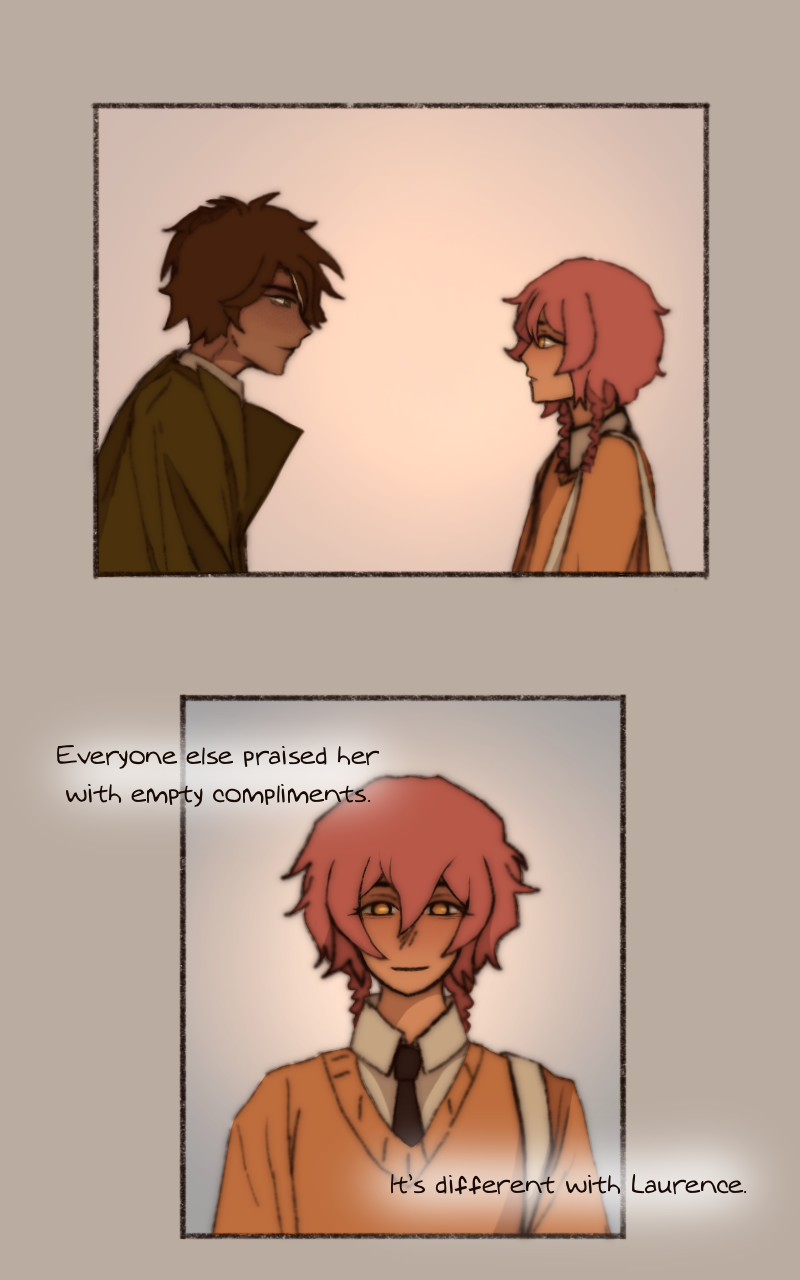 Everyone else praised her
with empty compliments.
It's different with Laurence.